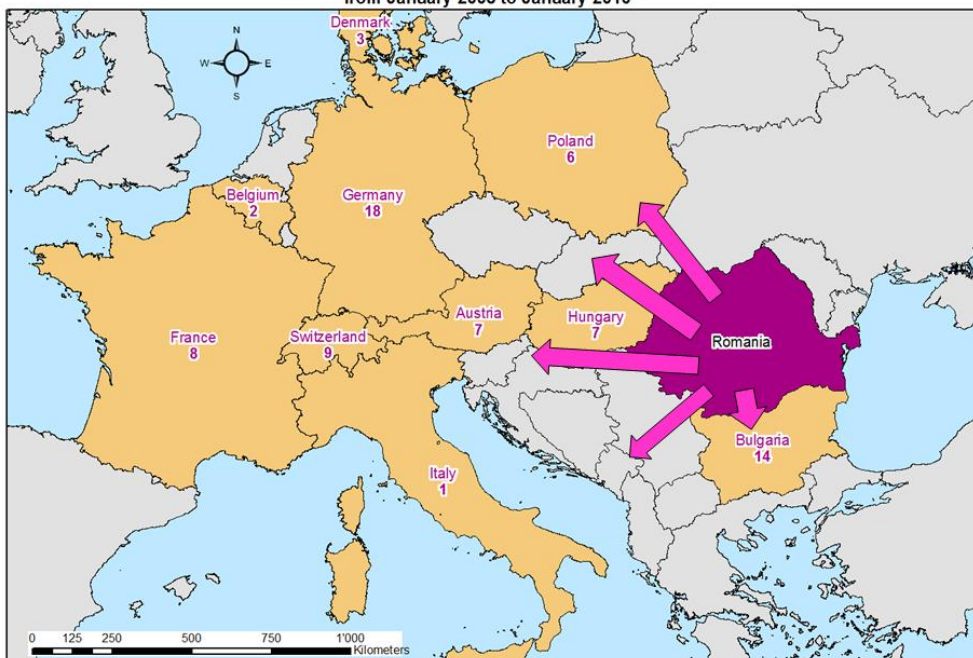 Denmark
3
N
W E
S
Poland
6
Belgium
2
Germany
18
Austria
7
Hungary
7
France
8
Switzerland
9
Romania
Bulgaria
14
Italy
1
0 125 250 500 750 1'000
Kilometers